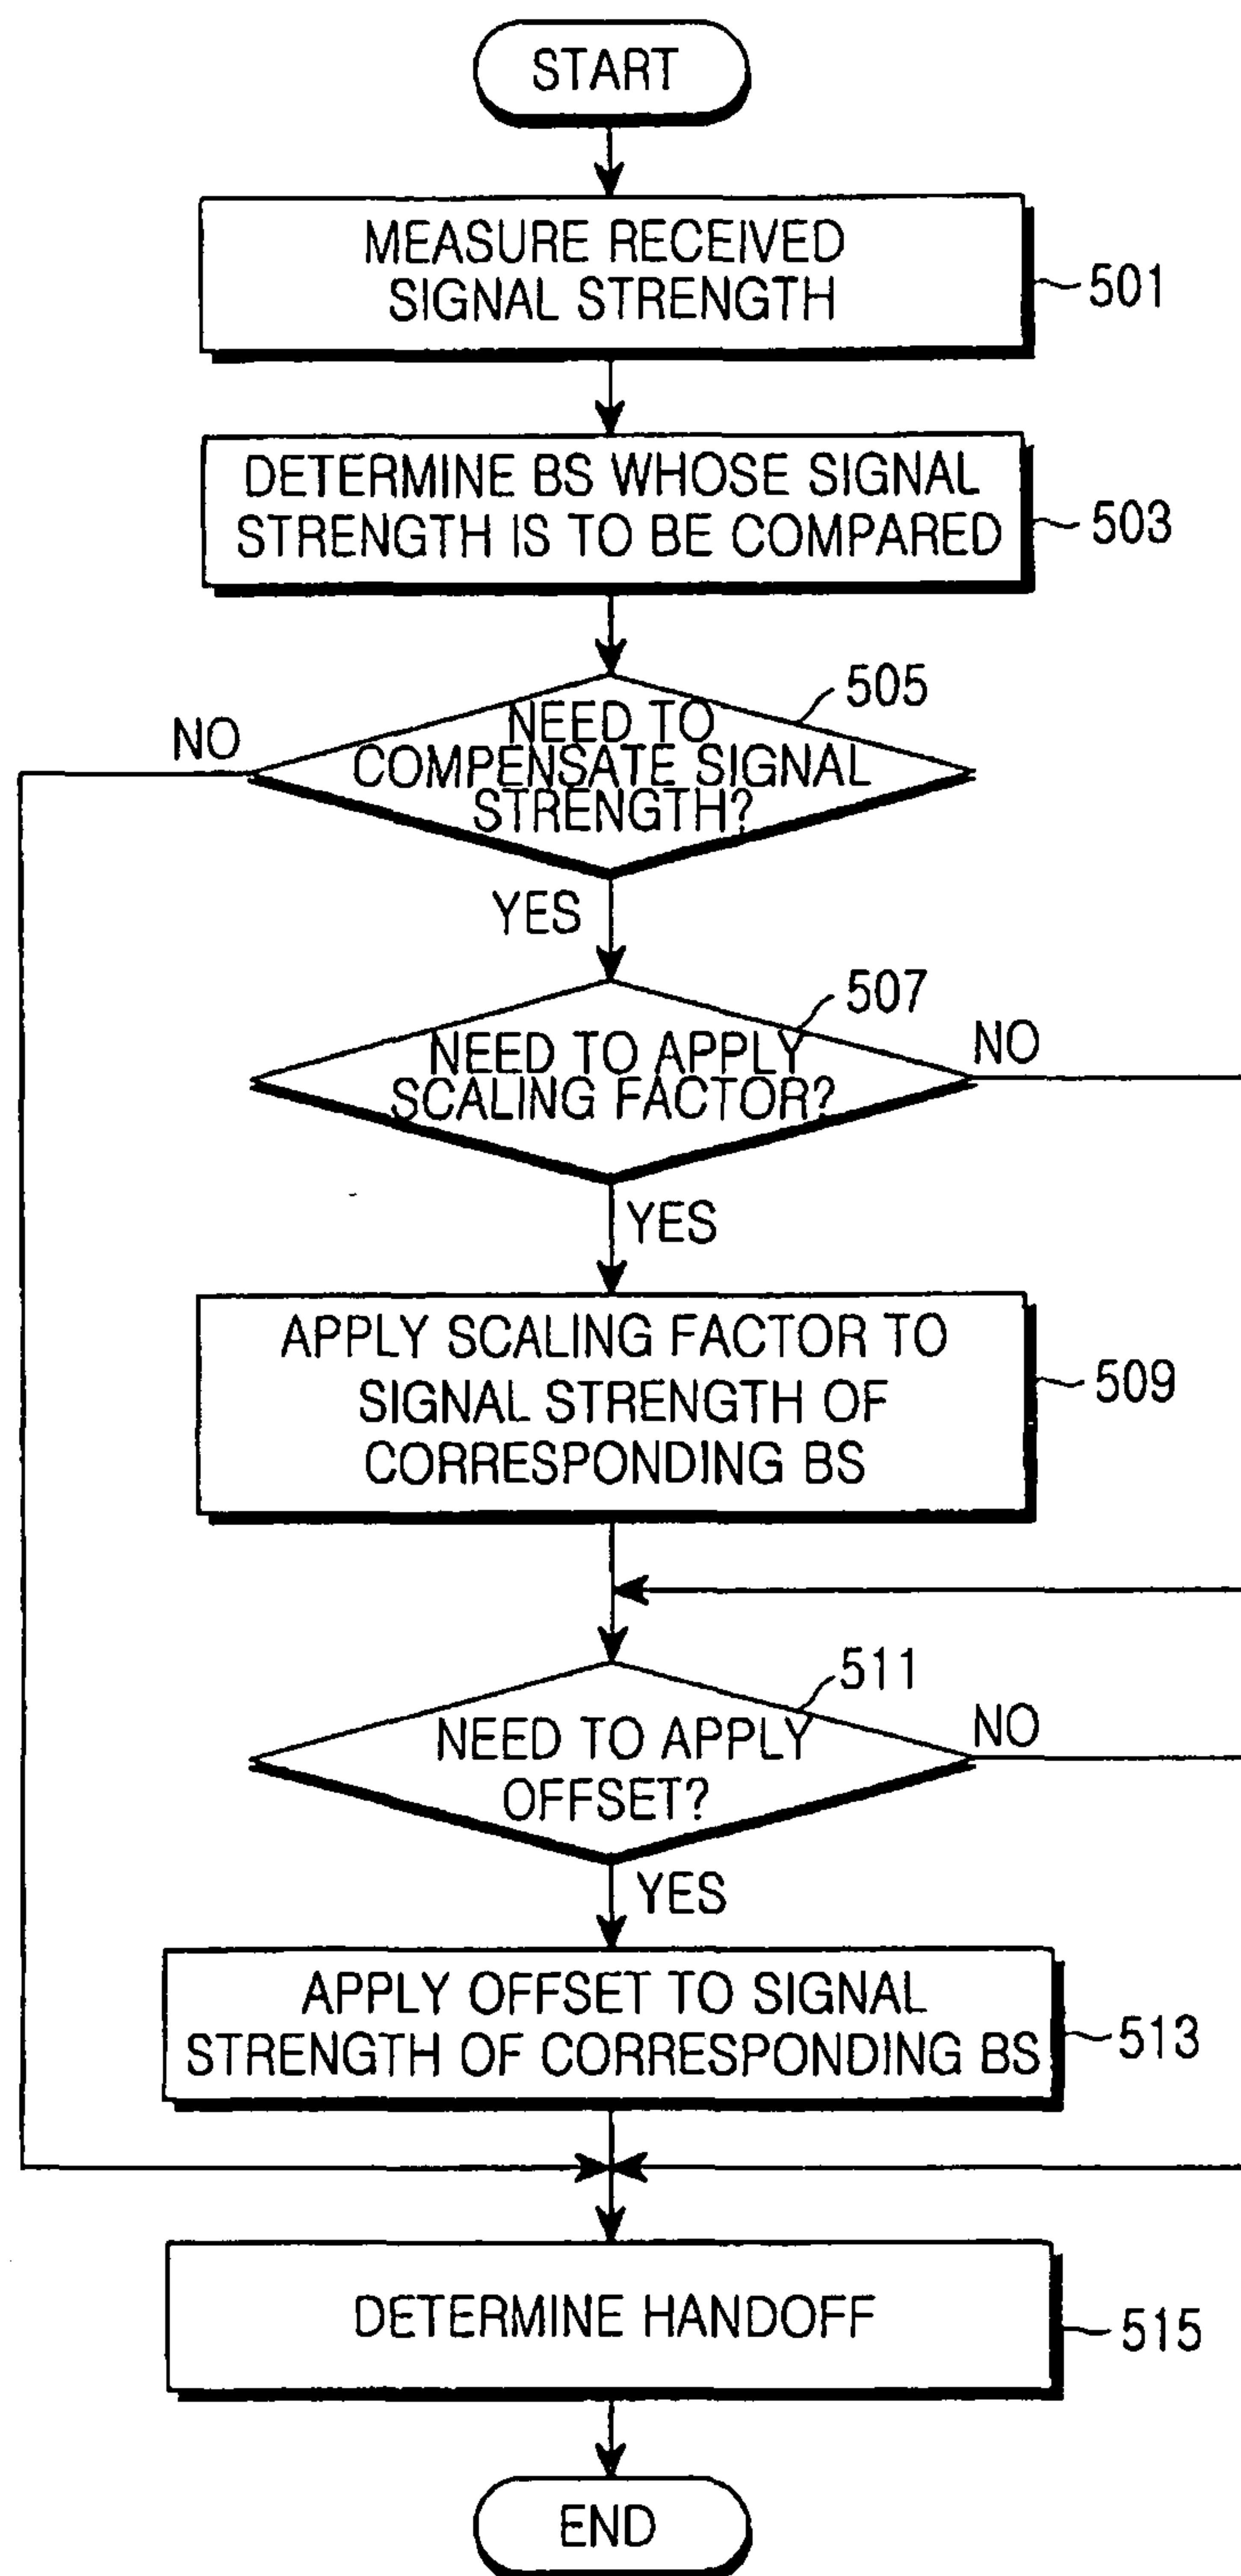 START
MEASURE RECEIVED
SIGNAL STRENGTH
501
DETERMINE BS WHOSE SIGNAL
STRENGTH IS TO BE COMPARED
503
505
NO
NEED TO
COMPENSATE SIGNAL
STRENGTH?
YES
507
NEED TO APPLY
SCALING FACTOR?
NO
YES
APPLY SCALING FACTOR TO
SIGNAL STRENGTH OF
CORRESPONDING BS
509
511
NEED TO APPLY
OFFSET?
NO
YES
APPLY OFFSET TO SIGNAL
STRENGTH OF CORRESPONDING BS
513
DETERMINE HANDOFF
515
END